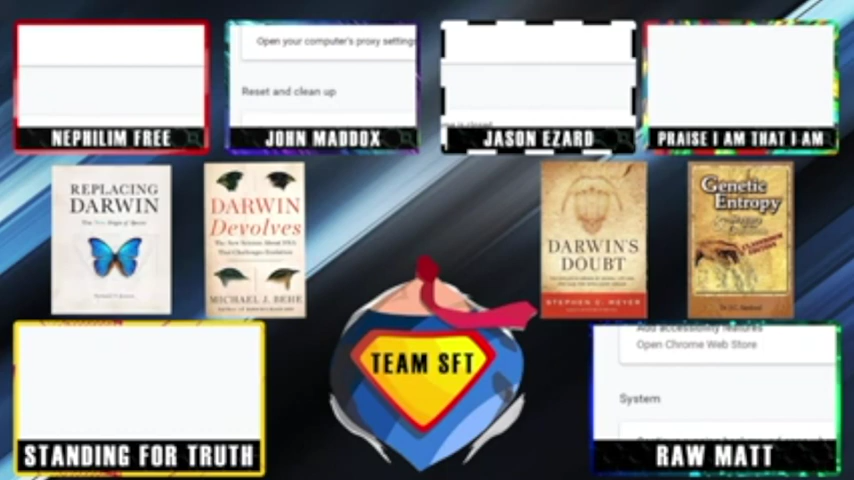 Open your computer's proxy settings
Reset and clean up
is closed
NEPHILIM FREE
JOHN MADDOX
JASON EZARD
PRAISE I AM THAT I AM
REPLACING
DARWIN
DARWIN
Devolves
MICHAEL J. BEHE
DARWIN'S
DOUBT
STEPHEN C. MEYER
Genetic
Entropy
TEAM SFT
Add accessibility features
Open Chrome Web Store
System
STANDING FOR TRUTH
RAW MATT